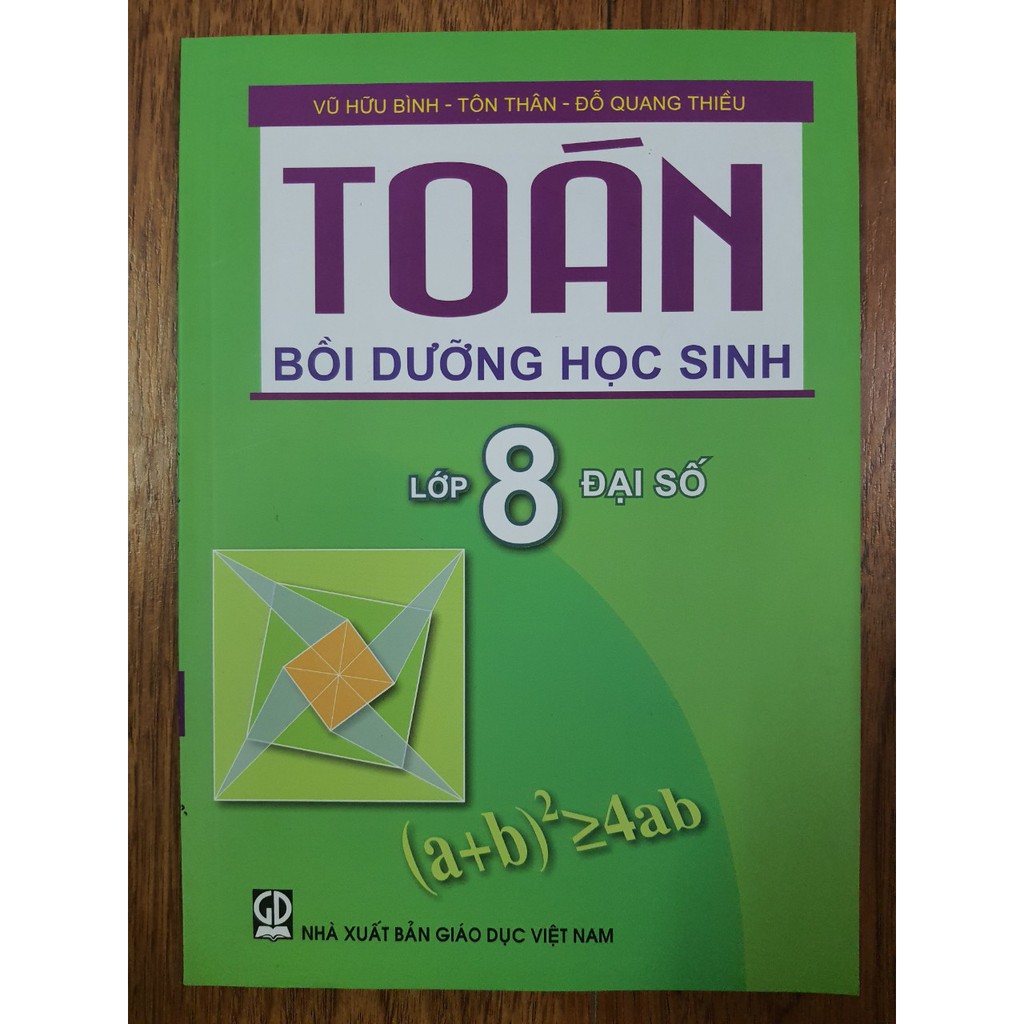 VŨ HỮU BÌNH - TÔN THÂN - ĐỖ QUANG THIỀU
TOÁN
BỒI DƯỠNG HỌC SINH
LỚP 8 ĐẠI SỐ
(a+b)²≥4ab
GD
NHÀ XUẤT BẢN GIÁO DỤC VIỆT NAM